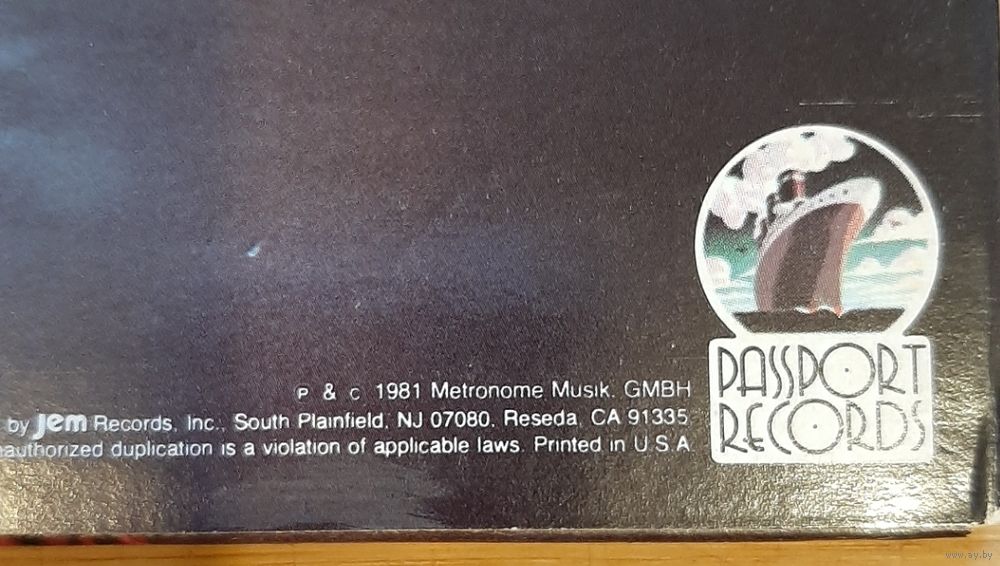 P & C 1981 Metronome Musik, GMBH
by Jem Records, Inc., South Plainfield, NJ 07080, Reseda, CA 91335
authorized duplication is a violation of applicable laws. Printed in U.S.A
PASSPORT
RECORDS
www.ay.by